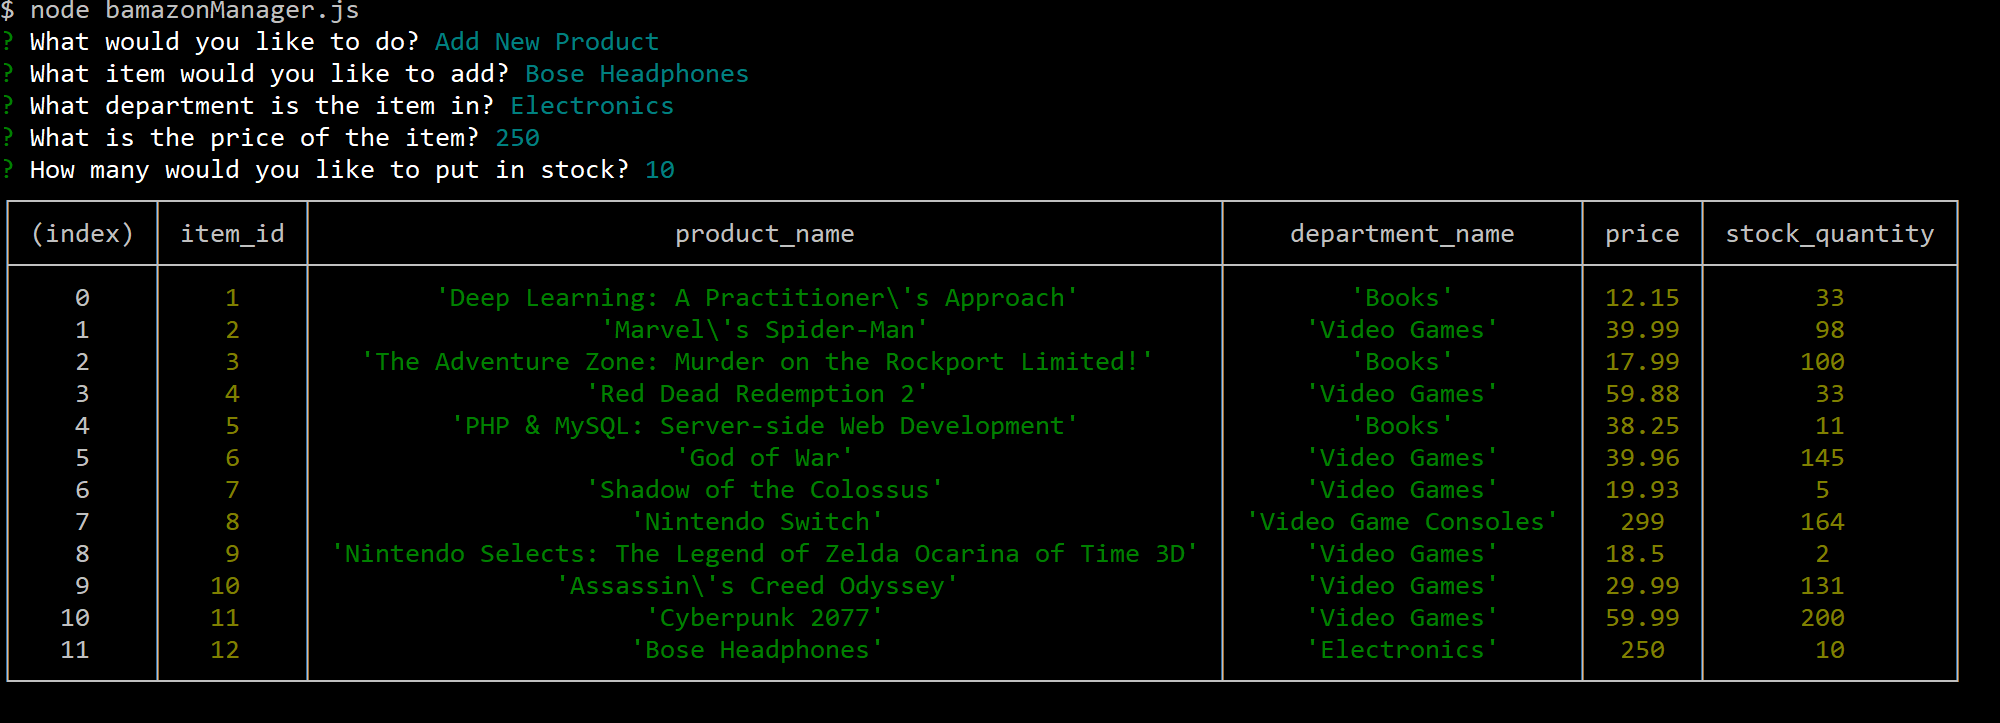 $ node bamazonManager.js
? What would you like to do? Add New Product
? What item would you like to add? Bose Headphones
? What department is the item in? Electronics
? What is the price of the item? 250
? How many would you like to put in stock? 10
(index) item_id product_name department_name price stock_quantity
0 1 'Deep Learning: A Practitioner\'s Approach' 'Books' 12.15 33
1 2 'Marvel\'s Spider-Man' 'Video Games' 39.99 98
2 3 'The Adventure Zone: Murder on the Rockport Limited!' 'Books' 17.99 100
3 4 'Red Dead Redemption 2' 'Video Games' 59.88 33
4 5 'PHP & MySQL: Server-side Web Development' 'Books' 38.25 11
5 6 'God of War' 'Video Games' 39.96 145
6 7 'Shadow of the Colossus' 'Video Games' 19.93 5
7 8 'Nintendo Switch' 'Video Game Consoles' 299 164
8 9 'Nintendo Selects: The Legend of Zelda Ocarina of Time 3D' 'Video Games' 18.5 2
9 10 'Assassin\'s Creed Odyssey' 'Video Games' 29.99 131
10 11 'Cyberpunk 2077' 'Video Games' 59.99 200
11 12 'Bose Headphones' 'Electronics' 250 10